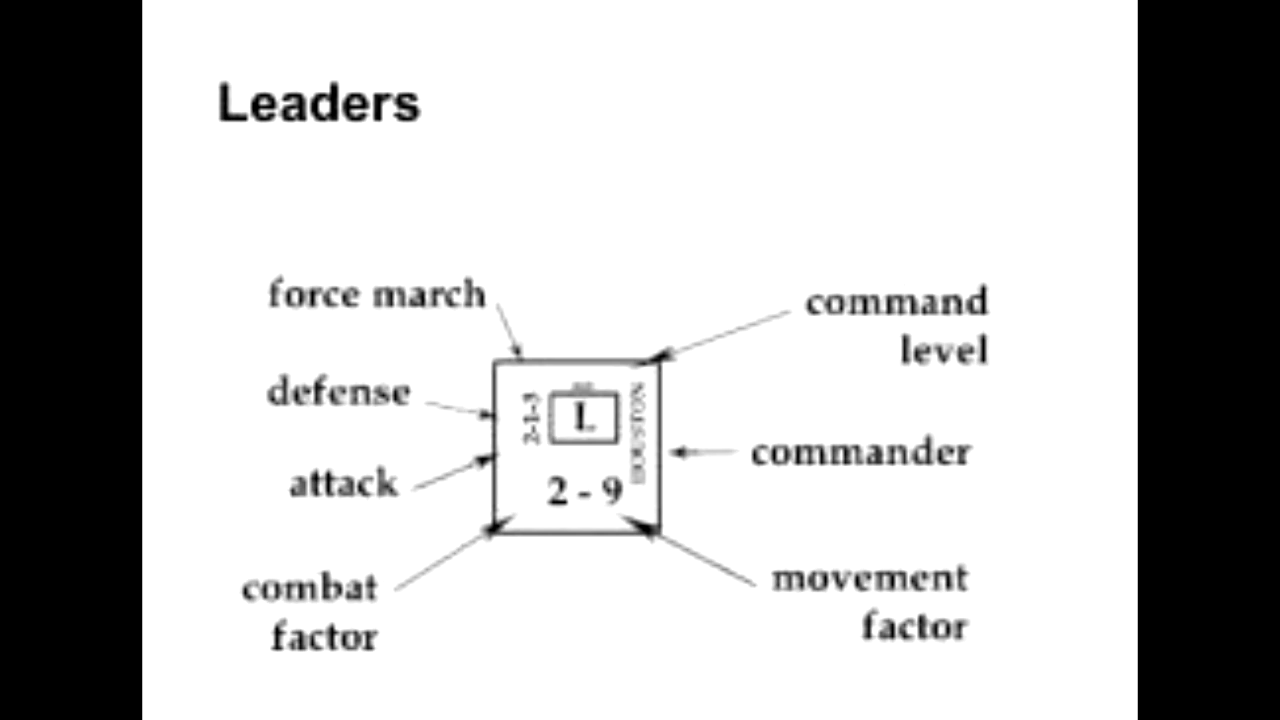 Leaders
force march
command
level
defense
2-1-3
L
HOUSTON
commander
attack
2 - 9
combat
factor
movement
factor